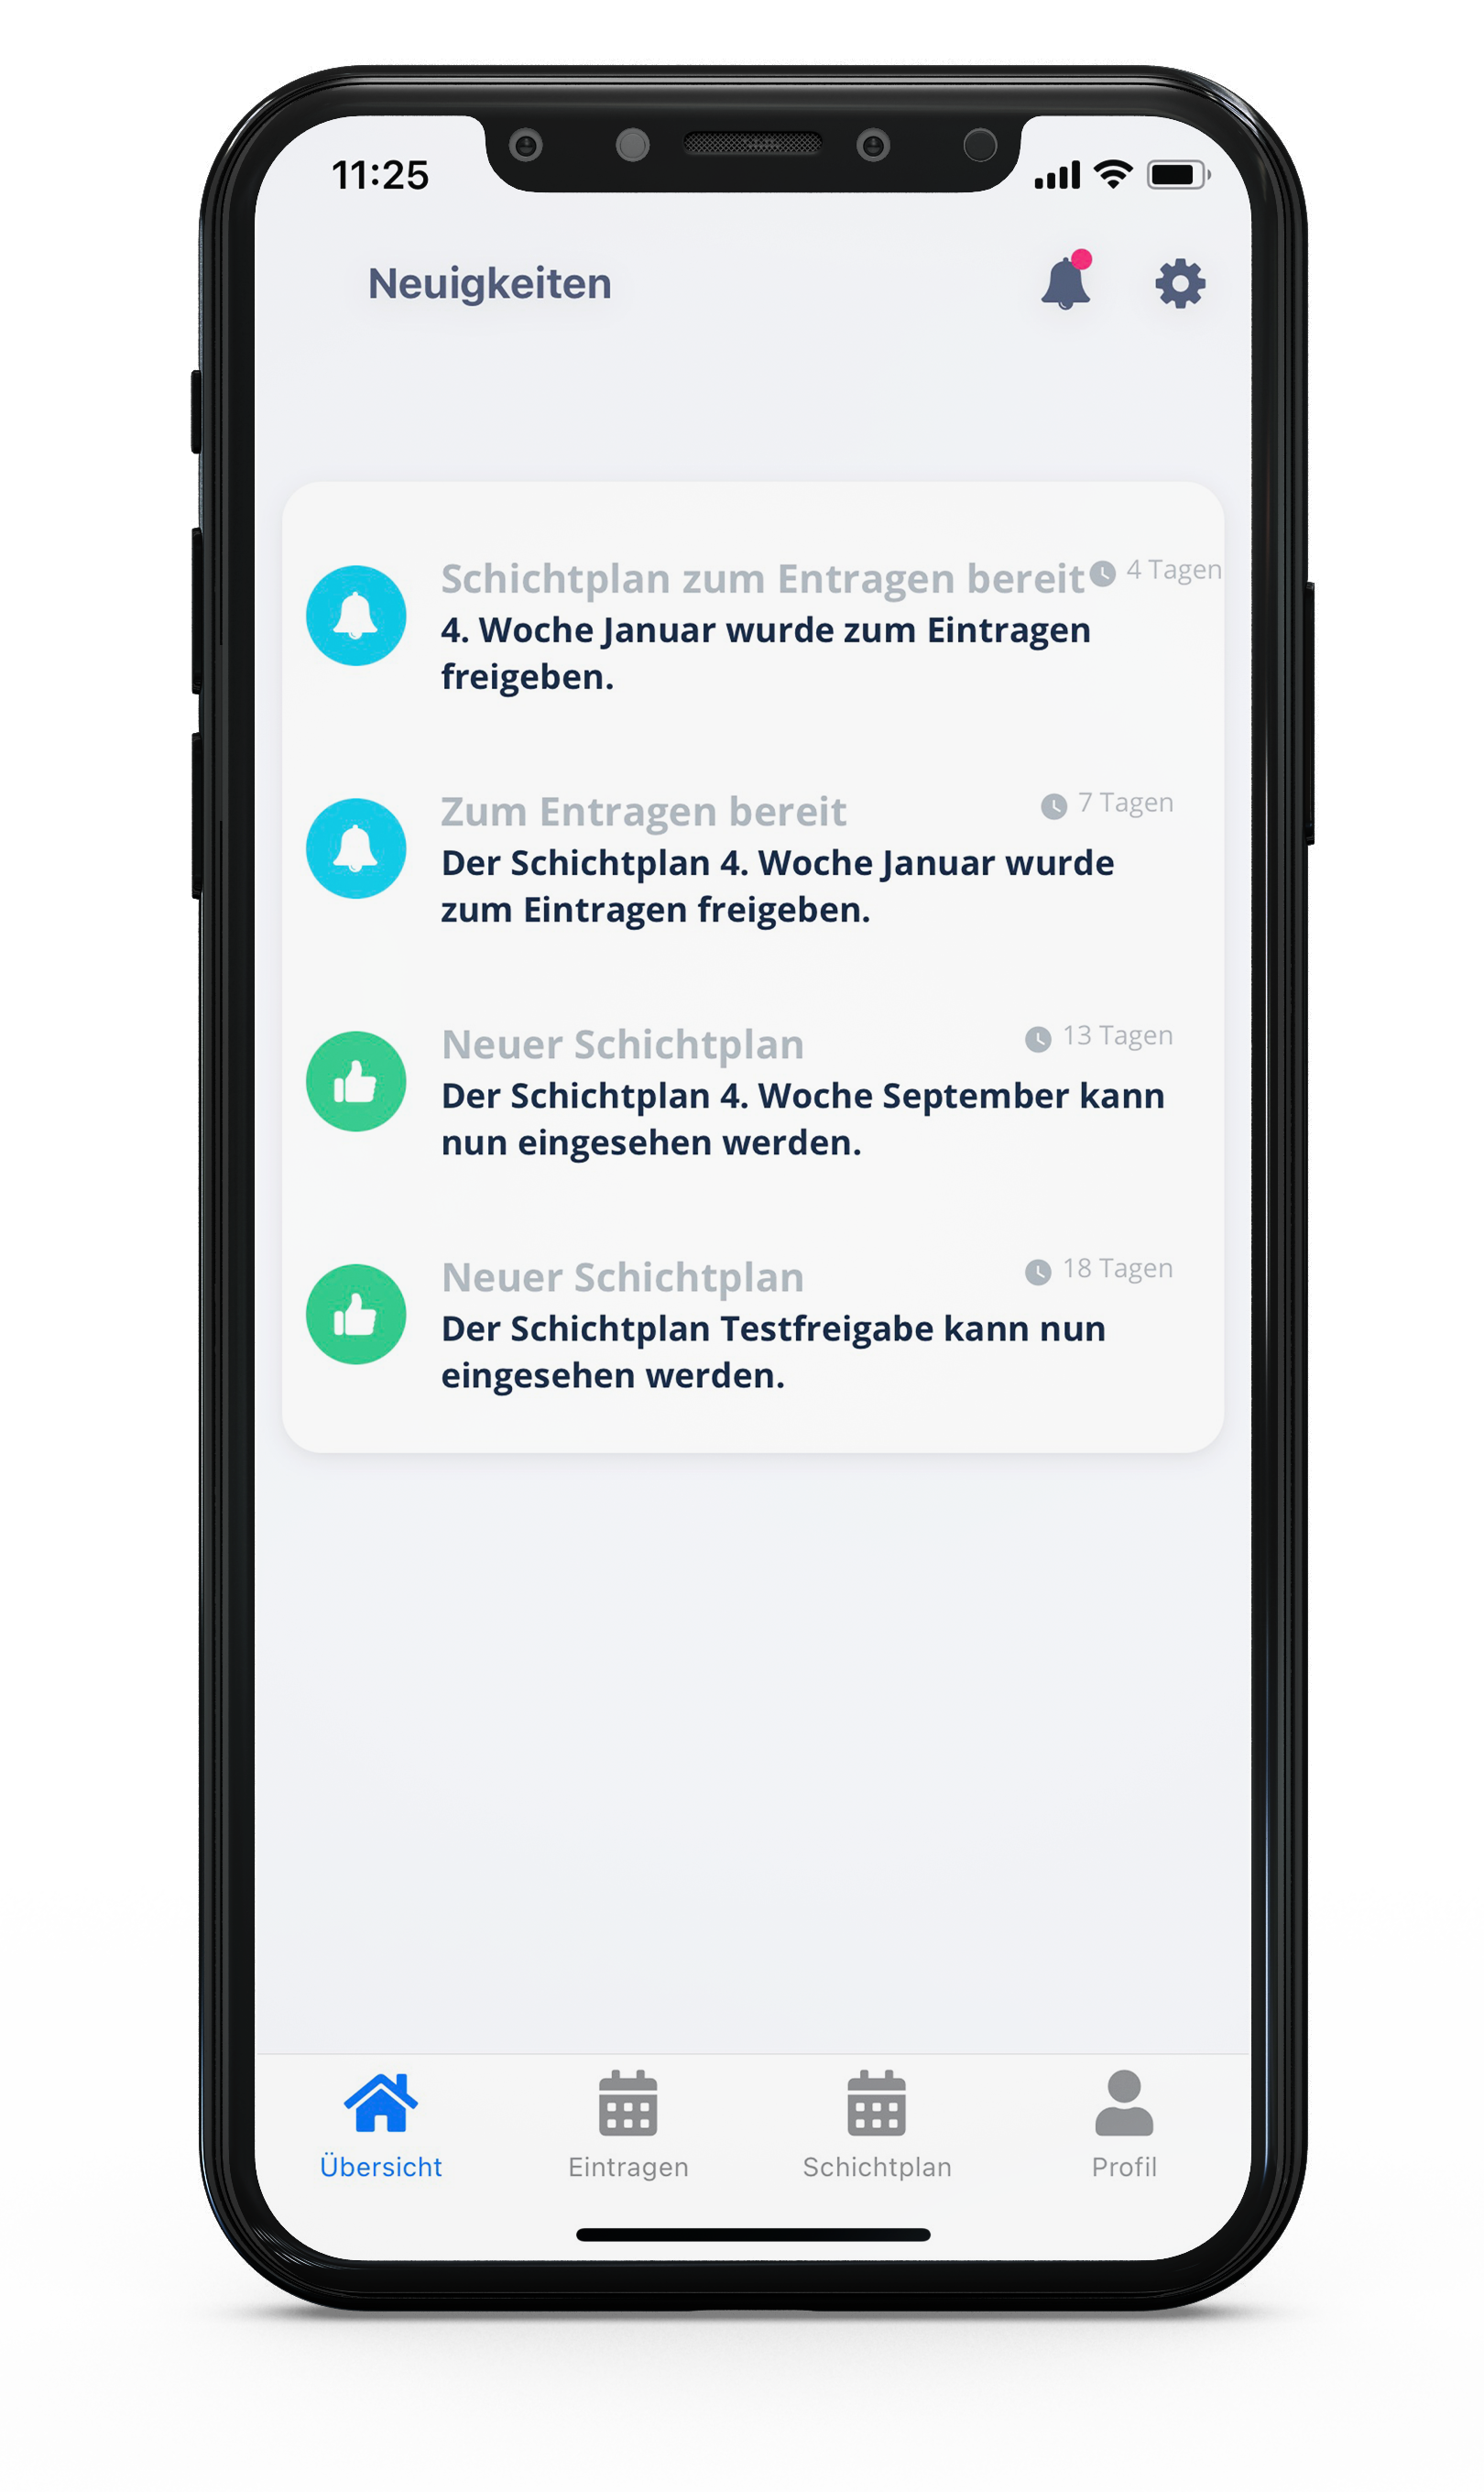 11:25
Neuigkeiten
Schichtplan zum Entragen bereit 4 Tagen
4. Woche Januar wurde zum Eintragen
freigeben.
Zum Entragen bereit 7 Tagen
Der Schichtplan 4. Woche Januar wurde
zum Eintragen freigeben.
Neuer Schichtplan 13 Tagen
Der Schichtplan 4. Woche September kann
nun eingesehen werden.
Neuer Schichtplan 18 Tagen
Der Schichtplan Testfreigabe kann nun
eingesehen werden.
Übersicht Eintragen Schichtplan Profil